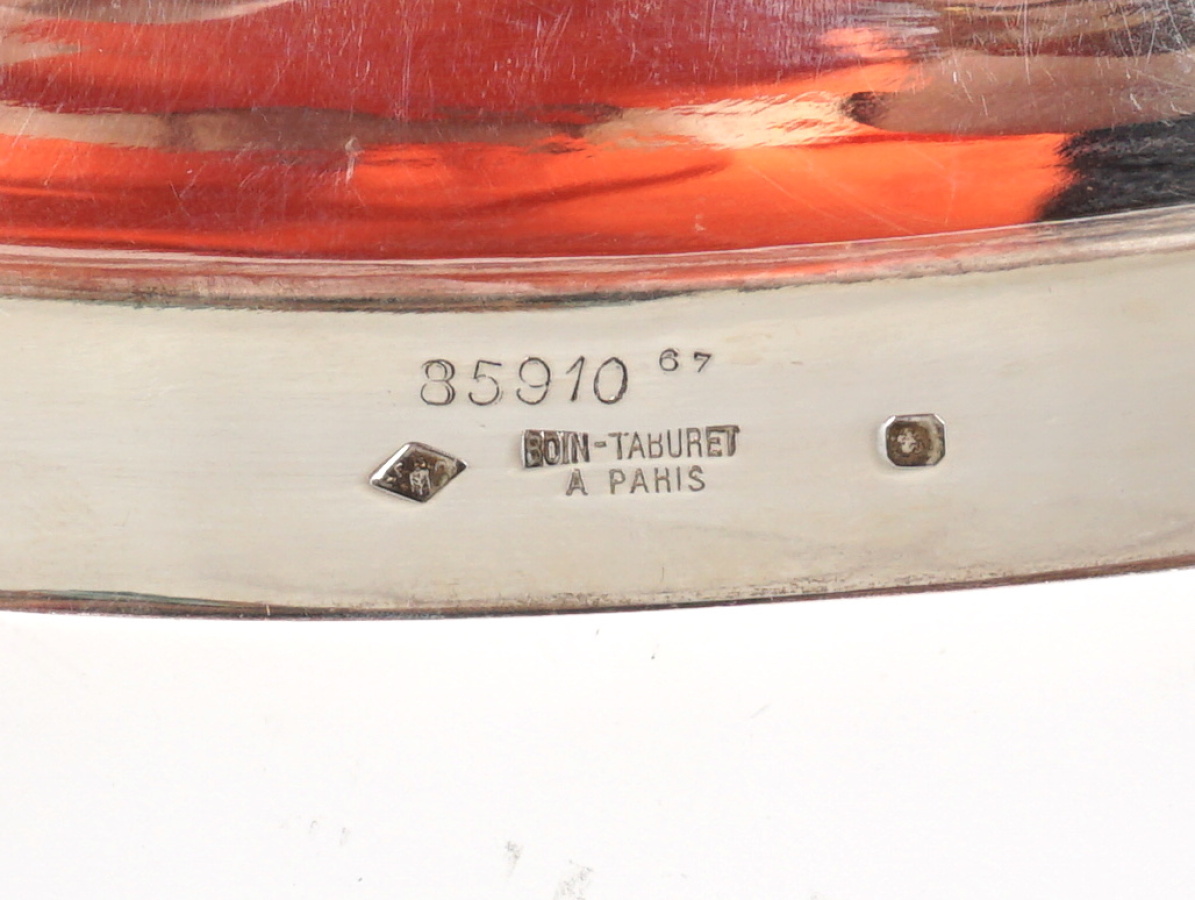 85910 67
BOIN-TABURET
A PARIS